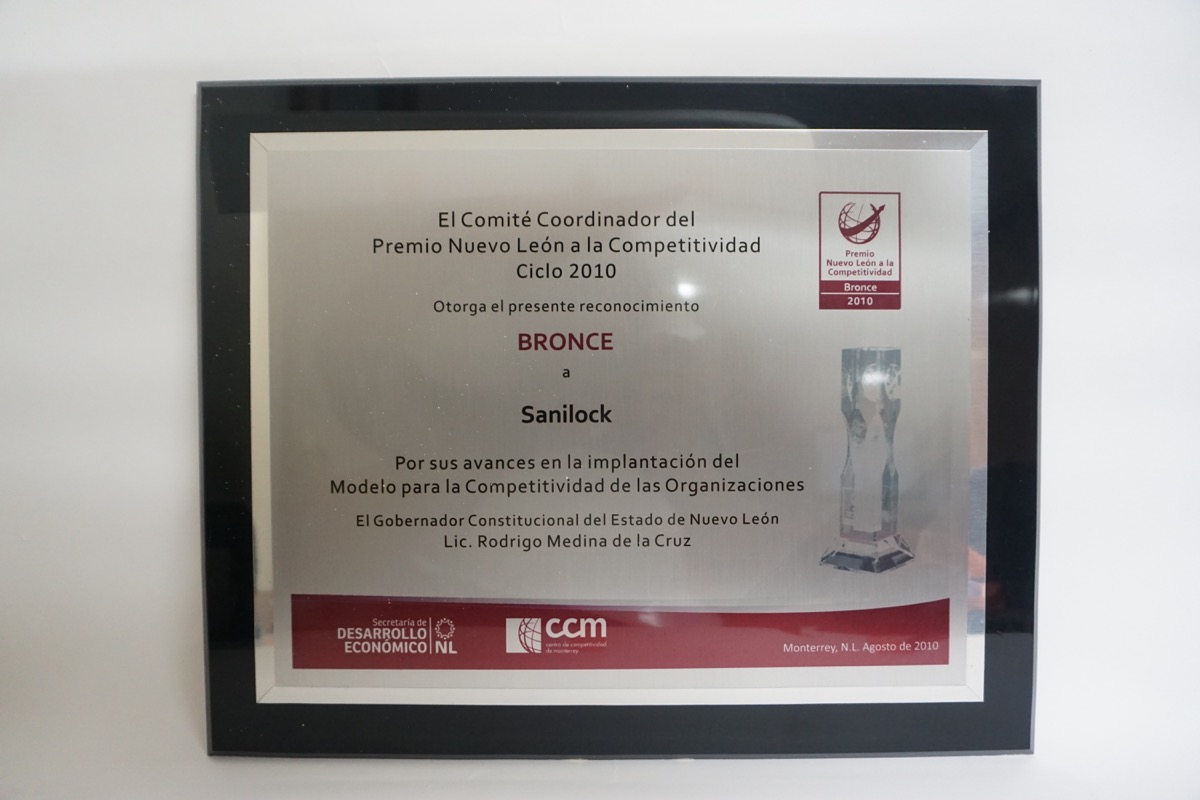 El Comité Coordinador del
Premio Nuevo León a la Competitividad
Ciclo 2010
Otorga el presente reconocimiento
BRONCE
a
Sanilock
Por sus avances en la implantación del
Modelo para la Competitividad de las Organizaciones
El Gobernador Constitucional del Estado de Nuevo León
Lic. Rodrigo Medina de la Cruz
Premio
Nuevo León a la
Competitividad
Bronce
2010
Secretaría de
DESARROLLO
ECONÓMICO
NL
ccm
centro de competitividad
de monterrey
Monterrey, N.L. Agosto de 2010